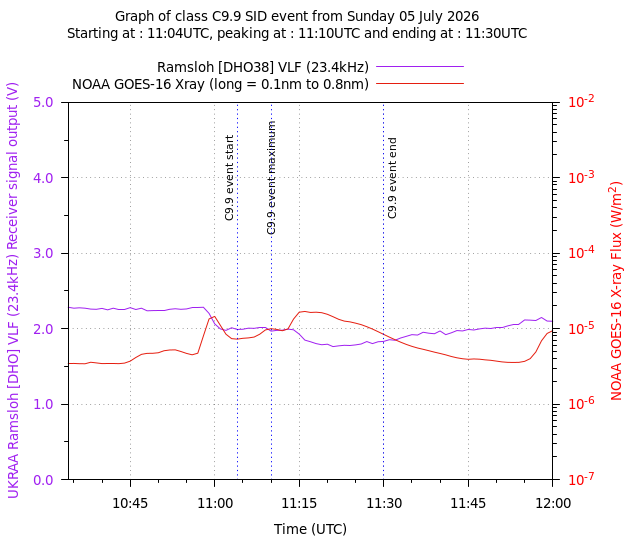 Graph of class C9.9 SID event from Sunday 05 July 2026
Starting at : 11:04UTC, peaking at : 11:10UTC and ending at : 11:30UTC
Ramsloh [DHO38] VLF (23.4kHz)
NOAA GOES-16 Xray (long = 0.1nm to 0.8nm)
UKRAA Ramsloh [DHO] VLF (23.4kHz) Receiver signal output (V)
5.0
4.0
3.0
2.0
1.0
0.0
C9.9 event start
C9.9 event maximum
C9.9 event end
10⁻²
10⁻³
10⁻⁴
10⁻⁵
10⁻⁶
10⁻⁷
NOAA GOES-16 X-ray Flux (W/m²)
10:45 11:00 11:15 11:30 11:45 12:00
Time (UTC)